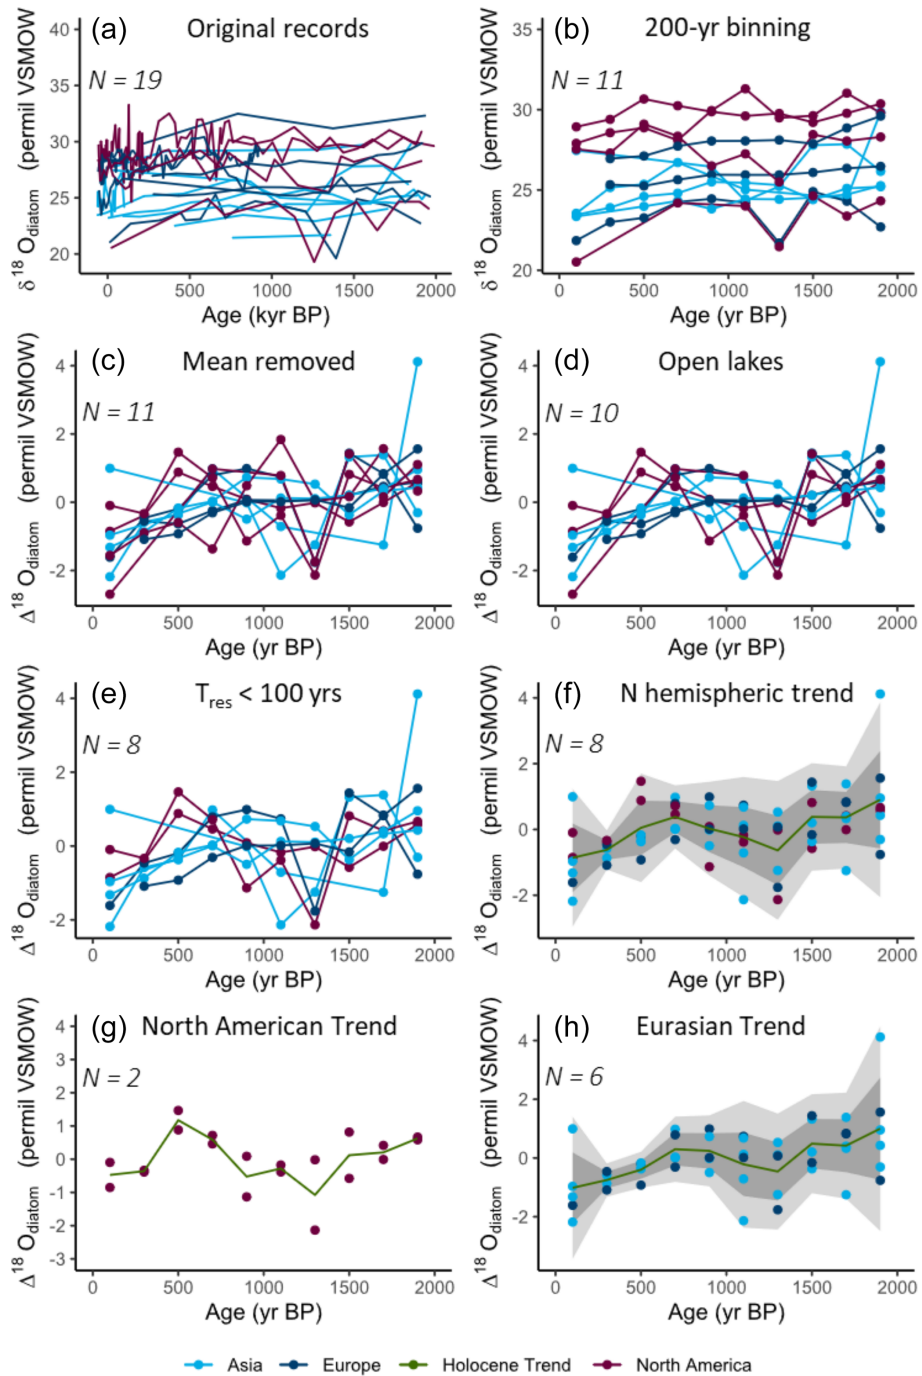 (a) Original records
N = 19
40
35
30
25
20
δ 18 Odiatom (permil VSMOW)
0 500 1000 1500 2000
Age (kyr BP)
(b) 200-yr binning
N = 11
35
30
25
20
δ 18 Odiatom (permil VSMOW)
0 500 1000 1500 2000
Age (yr BP)
(c) Mean removed
N = 11
4
2
0
-2
Δ18 Odiatom (permil VSMOW)
0 500 1000 1500 2000
Age (yr BP)
(d) Open lakes
N = 10
4
2
0
-2
Δ18 Odiatom (permil VSMOW)
0 500 1000 1500 2000
Age (yr BP)
(e) Tres < 100 yrs
N = 8
4
2
0
-2
Δ18 Odiatom (permil VSMOW)
0 500 1000 1500 2000
Age (yr BP)
(f) N hemispheric trend
N = 8
4
2
0
-2
Δ18 Odiatom (permil VSMOW)
0 500 1000 1500 2000
Age (yr BP)
(g) North American Trend
N = 2
4
3
2
1
0
-1
-2
-3
Δ18 Odiatom (permil VSMOW)
0 500 1000 1500 2000
Age (yr BP)
(h) Eurasian Trend
N = 6
4
2
0
-2
Δ18 Odiatom (permil VSMOW)
0 500 1000 1500 2000
Age (yr BP)
Asia Europe Holocene Trend North America